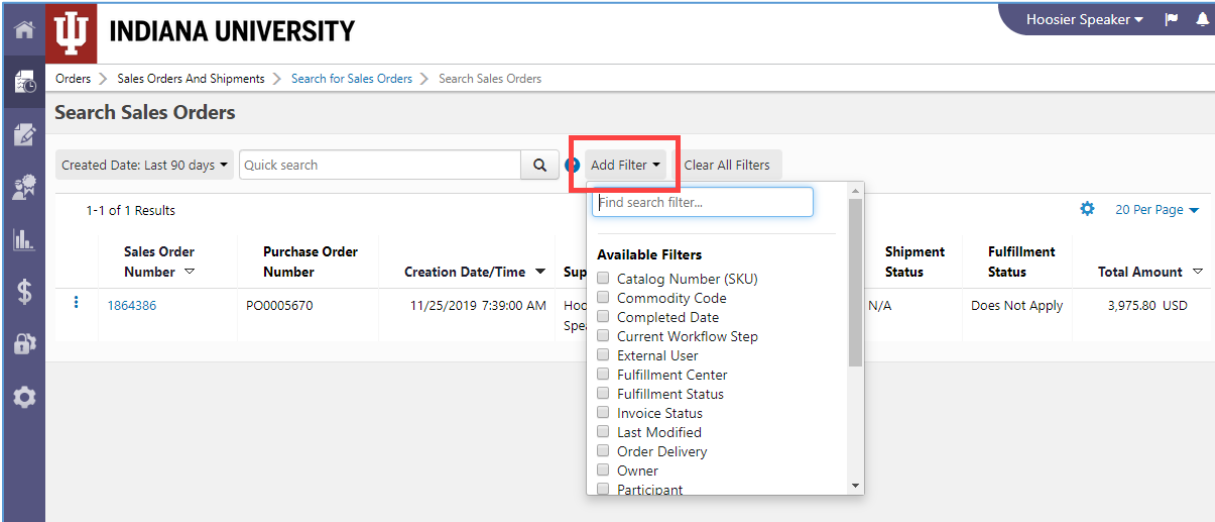 INDIANA UNIVERSITY
Hoosier Speaker
Orders > Sales Orders And Shipments > Search for Sales Orders > Search Sales Orders
Search Sales Orders
Created Date: Last 90 days
Quick search
Add Filter
Clear All Filters
Find search filter...
1-1 of 1 Results
20 Per Page
Sales Order Number
Purchase Order Number
Creation Date/Time
Sup
Shipment Status
Fulfillment Status
Total Amount
1864386
PO0005670
11/25/2019 7:39:00 AM
Hoo
Spea
N/A
Does Not Apply
3,975.80 USD
Available Filters
Catalog Number (SKU)
Commodity Code
Completed Date
Current Workflow Step
External User
Fulfillment Center
Fulfillment Status
Invoice Status
Last Modified
Order Delivery
Owner
Participant